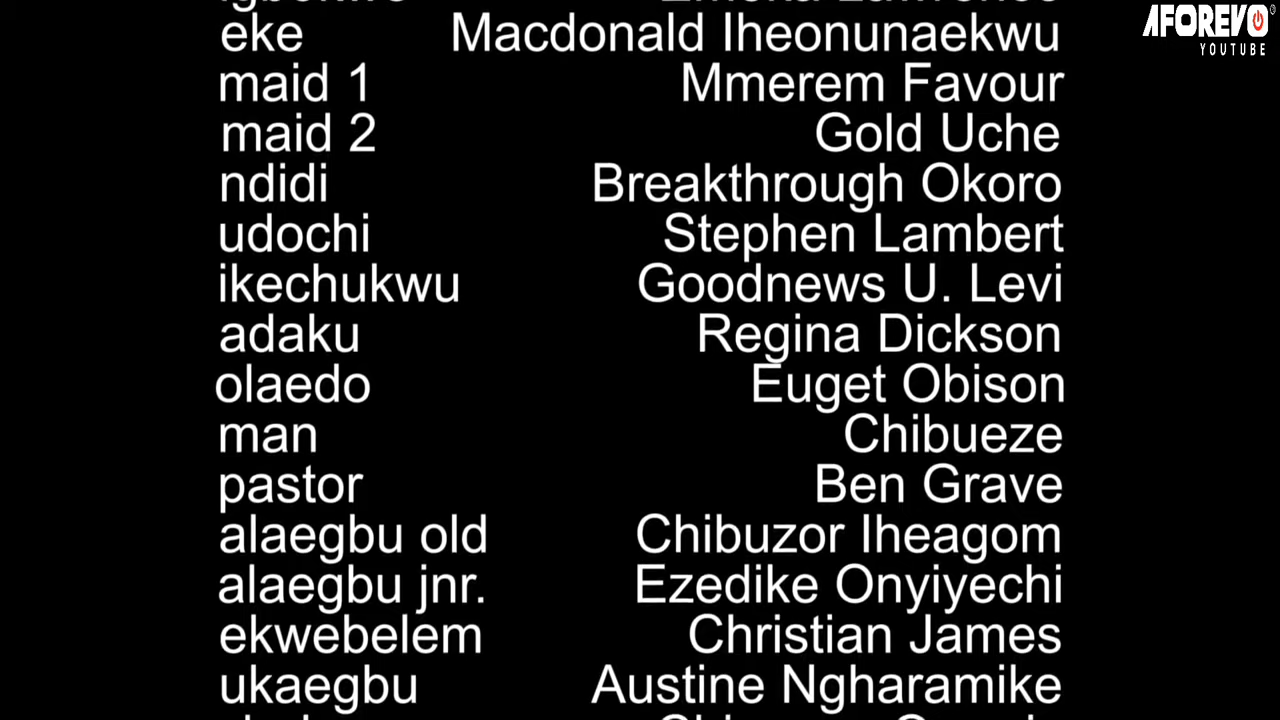 AFOREVO
YOUTUBE
eke Macdonald Iheonunaekwu
maid 1 Mmerem Favour
maid 2 Gold Uche
ndidi Breakthrough Okoro
udochi Stephen Lambert
ikechukwu Goodnews U. Levi
adaku Regina Dickson
olaedo Euget Obison
man Chibueze
pastor Ben Grave
alaegbu old Chibuzor Iheagom
alaegbu jnr. Ezedike Onyiyechi
ekwebelem Christian James
ukaegbu Austine Ngharamike